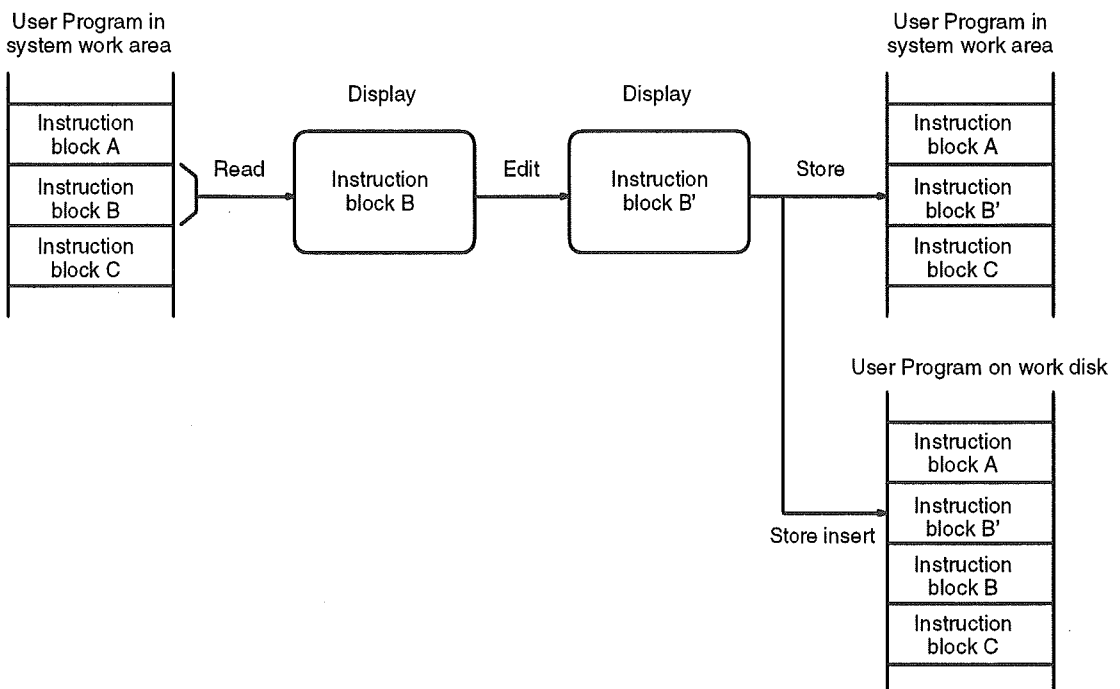 User Program in
system work area
Instruction
block A
Instruction
block B
Instruction
block C
Read
Display
Instruction
block B
Edit
Display
Instruction
block B'
Store
User Program in
system work area
Instruction
block A
Instruction
block B'
Instruction
block C
Store insert
User Program on work disk
Instruction
block A
Instruction
block B'
Instruction
block B
Instruction
block C